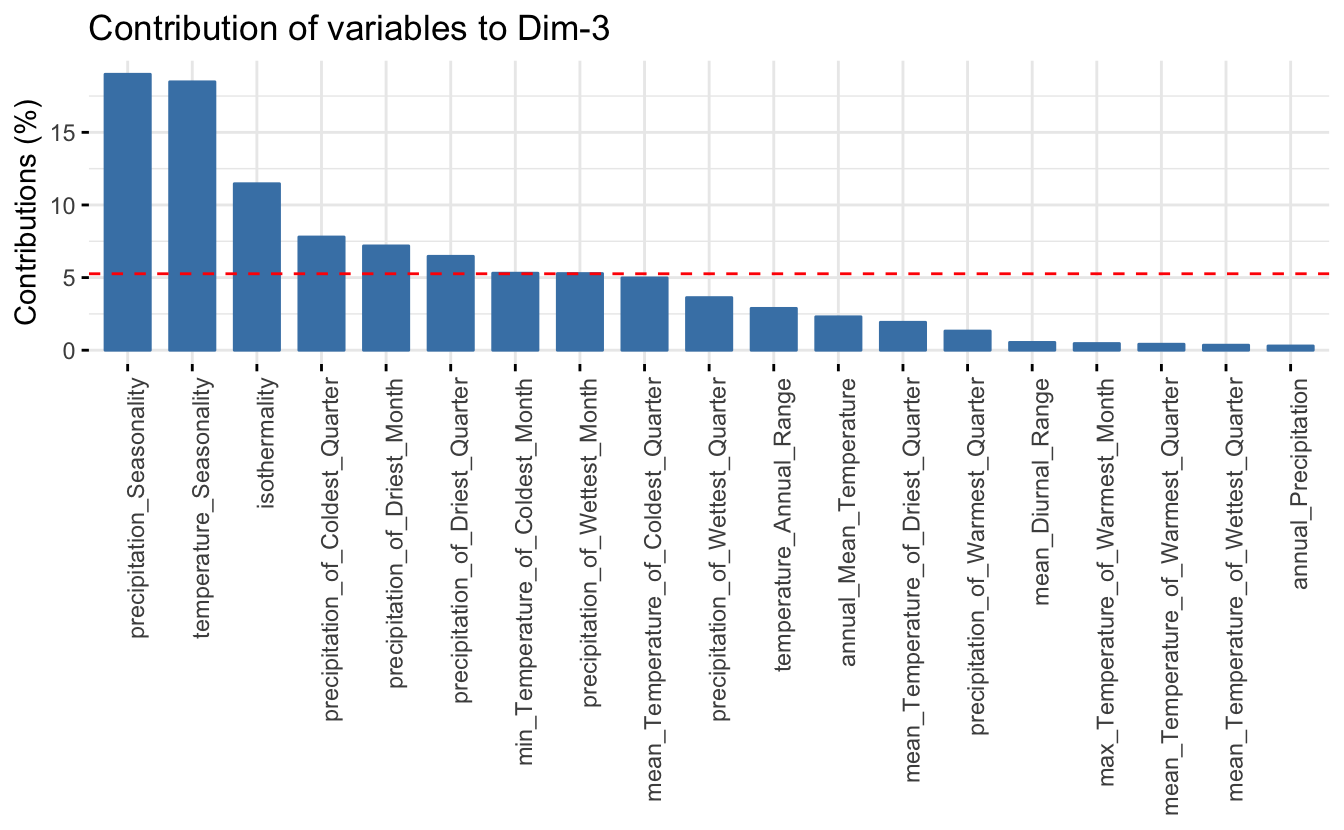 Contribution of variables to Dim-3
Contributions (%)
15
10
5
0
precipitation_Seasonality
temperature_Seasonality
isothermality
precipitation_of_Coldest_Quarter
precipitation_of_Driest_Month
precipitation_of_Driest_Quarter
min_Temperature_of_Coldest_Month
precipitation_of_Wettest_Month
mean_Temperature_of_Coldest_Quarter
precipitation_of_Wettest_Quarter
temperature_Annual_Range
annual_Mean_Temperature
mean_Temperature_of_Driest_Quarter
precipitation_of_Warmest_Quarter
mean_Diurnal_Range
max_Temperature_of_Warmest_Month
mean_Temperature_of_Warmest_Quarter
mean_Temperature_of_Wettest_Quarter
annual_Precipitation